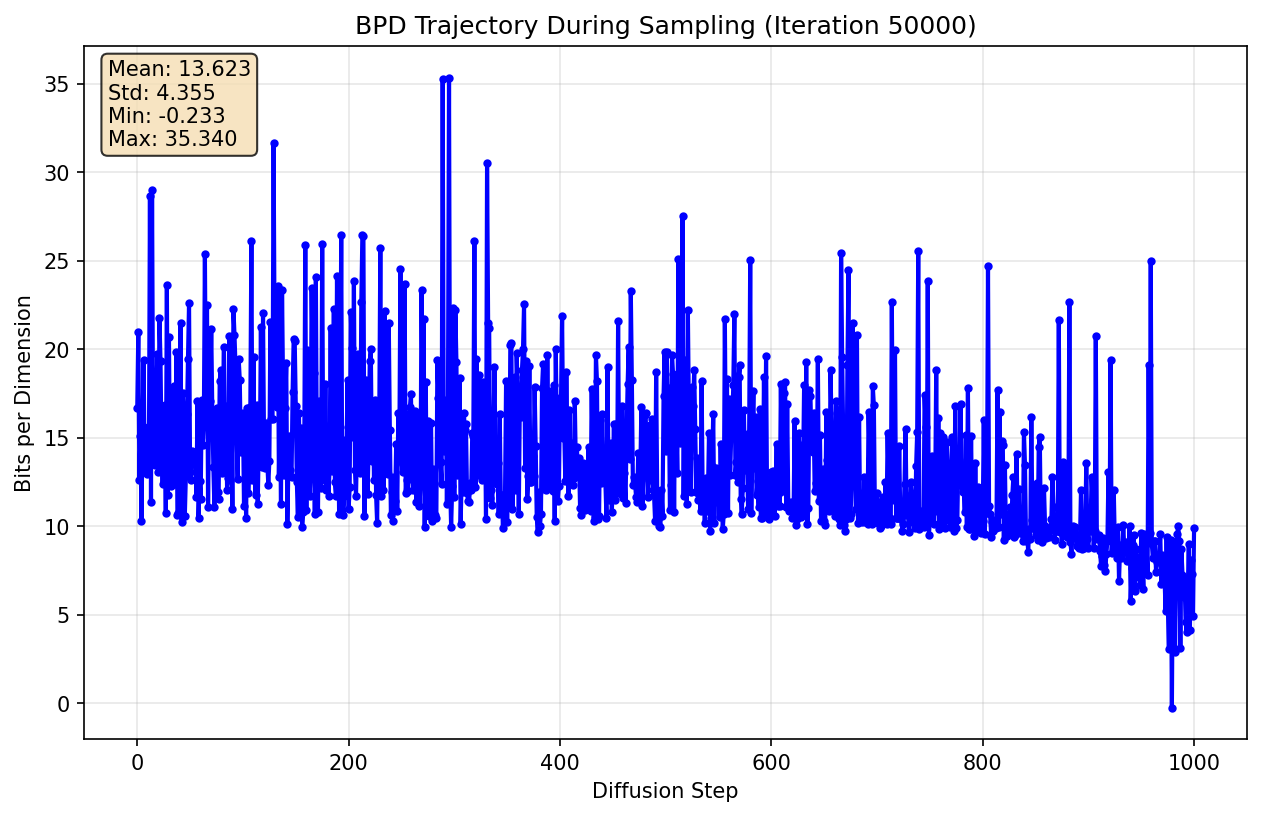 BPD Trajectory During Sampling (Iteration 50000)
Mean: 13.623
Std: 4.355
Min: -0.233
Max: 35.340
35
30
25
20
15
10
5
0
Bits per Dimension
0 200 400 600 800 1000
Diffusion Step